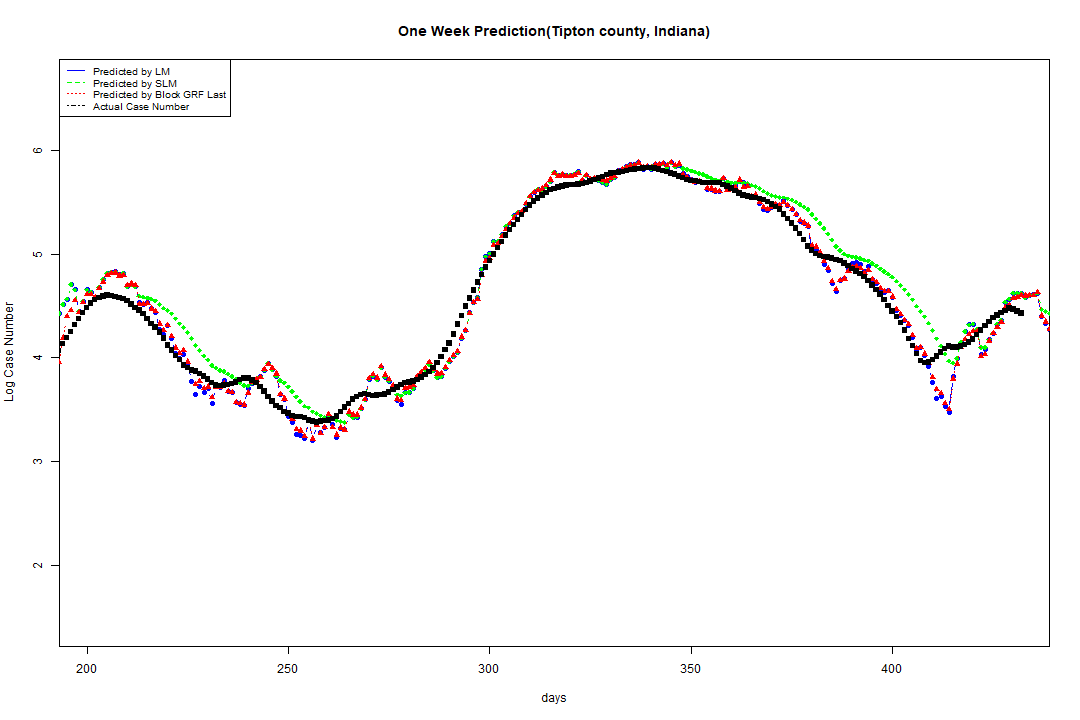 One Week Prediction(Tipton county, Indiana)
Predicted by LM
Predicted by SLM
Predicted by Block GRF Last
Actual Case Number
Log Case Number
6
5
4
3
2
200 250 300 350 400
days